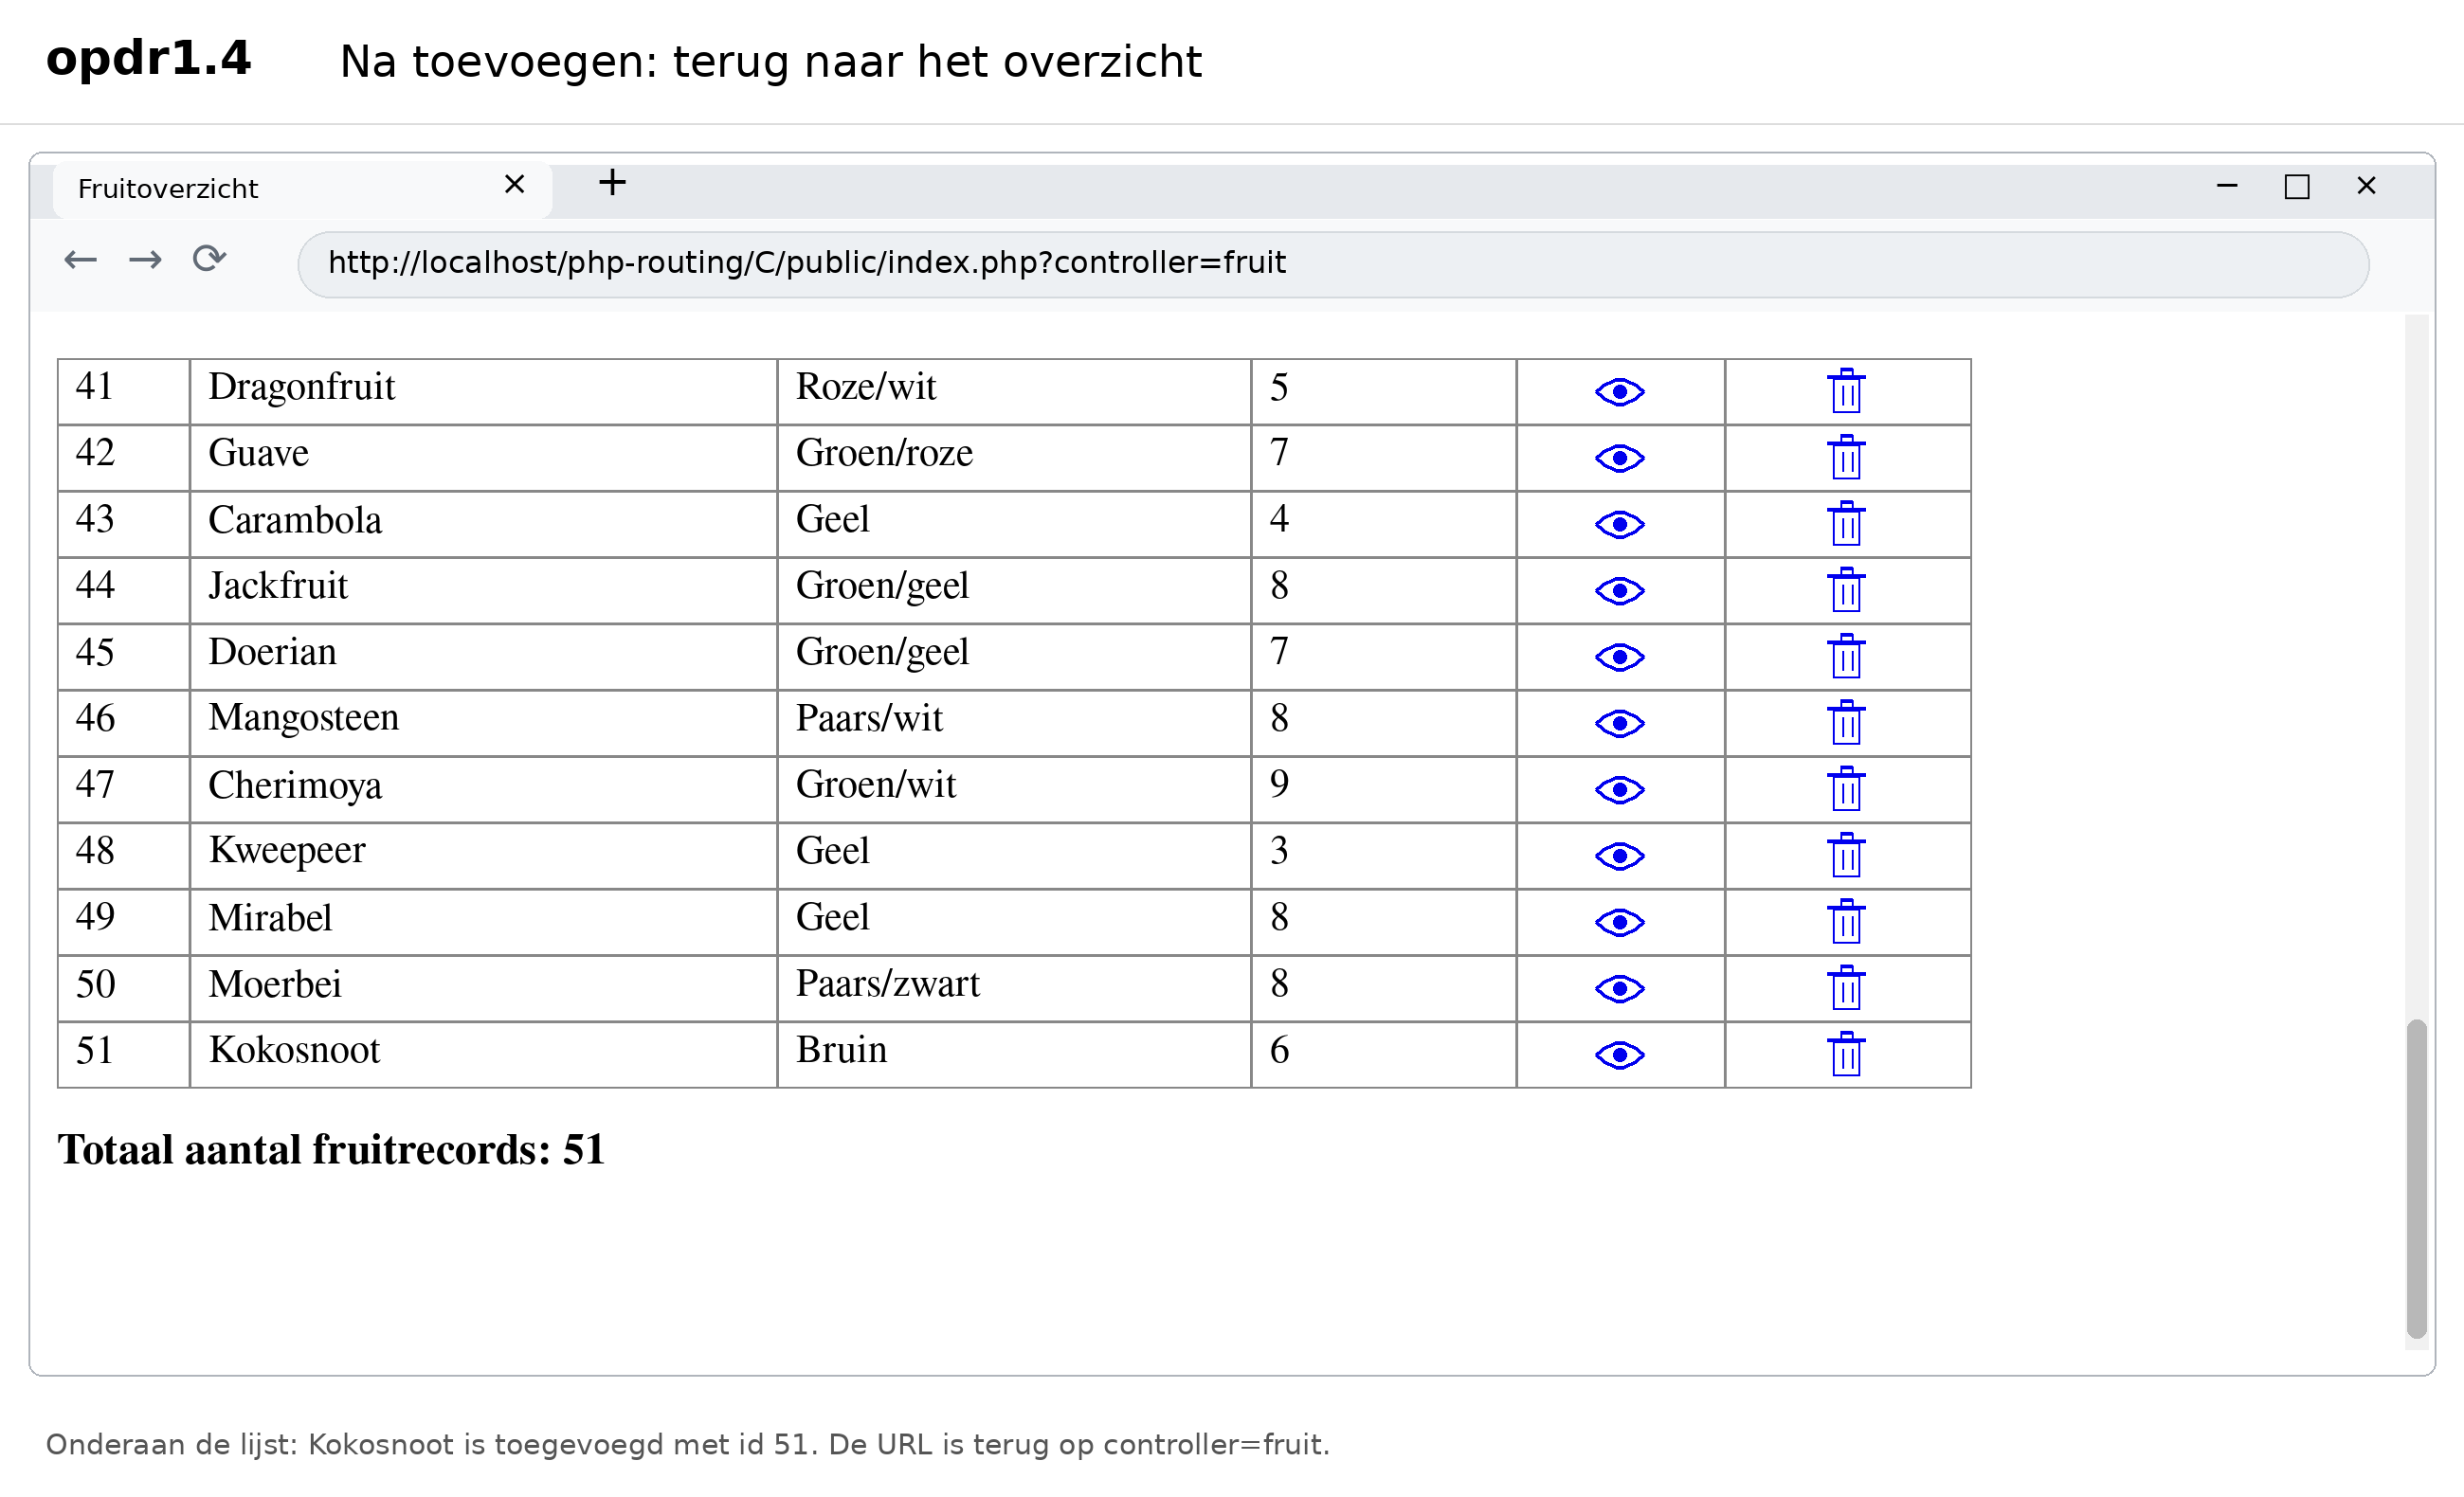 opdr1.4 Na toevoegen: terug naar het overzicht
Fruitoverzicht
http://localhost/php-routing/C/public/index.php?controller=fruit
41 Dragonfruit Roze/wit 5
42 Guave Groen/roze 7
43 Carambola Geel 4
44 Jackfruit Groen/geel 8
45 Doerian Groen/geel 7
46 Mangosteen Paars/wit 8
47 Cherimoya Groen/wit 9
48 Kweepeer Geel 3
49 Mirabel Geel 8
50 Moerbei Paars/zwart 8
51 Kokosnoot Bruin 6
Totaal aantal fruitrecords: 51
Onderaan de lijst: Kokosnoot is toegevoegd met id 51. De URL is terug op controller=fruit.